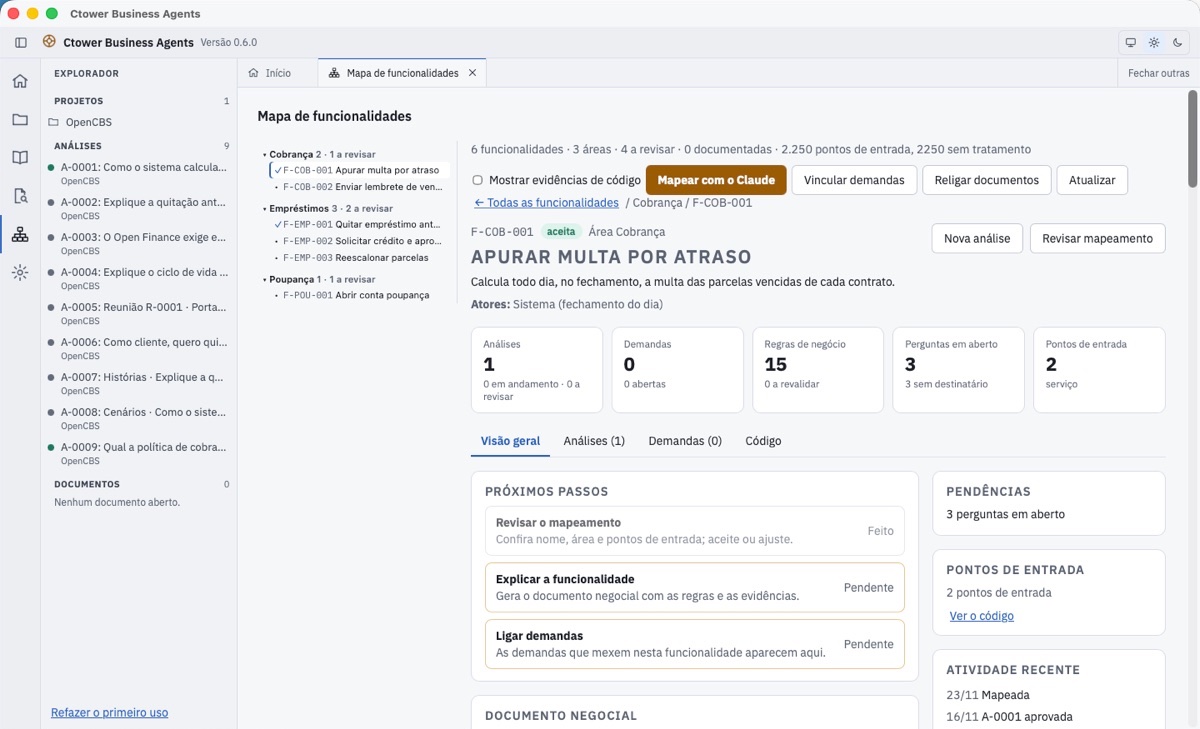 Ctower Business Agents
Ctower Business Agents Versão 0.6.0
EXPLORADOR
PROJETOS 1
OpenCBS
ANÁLISES 9
A-0001: Como o sistema calcula...
OpenCBS
A-0002: Explique a quitação ant...
OpenCBS
A-0003: O Open Finance exige e...
OpenCBS
A-0004: Explique o ciclo de vida ...
OpenCBS
A-0005: Reunião R-0001 · Porta...
OpenCBS
A-0006: Como cliente, quero qui...
OpenCBS
A-0007: Histórias · Explique a q...
OpenCBS
A-0008: Cenários · Como o siste...
OpenCBS
A-0009: Qual a política de cobra...
OpenCBS
DOCUMENTOS 0
Nenhum documento aberto.
Refazer o primeiro uso
Início
Mapa de funcionalidades
Fechar outras
Mapa de funcionalidades
Cobrança 2 · 1 a revisar
F-COB-001 Apurar multa por atraso
F-COB-002 Enviar lembrete de ven...
Empréstimos 3 · 2 a revisar
F-EMP-001 Quitar empréstimo ant...
F-EMP-002 Solicitar crédito e apro...
F-EMP-003 Reescalonar parcelas
Poupança 1 · 1 a revisar
F-POU-001 Abrir conta poupança
6 funcionalidades · 3 áreas · 4 a revisar · 0 documentadas · 2.250 pontos de entrada, 2250 sem tratamento
Mostrar evidências de código
Mapear com o Claude
Vincular demandas
Religar documentos
Atualizar
← Todas as funcionalidades / Cobrança / F-COB-001
F-COB-001 aceita Área Cobrança
Nova análise
Revisar mapeamento
APURAR MULTA POR ATRASO
Calcula todo dia, no fechamento, a multa das parcelas vencidas de cada contrato.
Atores: Sistema (fechamento do dia)
Análises
1
0 em andamento · 0 a
revisar
Demandas
0
0 abertas
Regras de negócio
15
0 a revalidar
Perguntas em aberto
3
3 sem destinatário
Pontos de entrada
2
serviço
Visão geral
Análises (1)
Demandas (0)
Código
PRÓXIMOS PASSOS
Revisar o mapeamento
Confira nome, área e pontos de entrada; aceite ou ajuste.
Feito
Explicar a funcionalidade
Gera o documento negocial com as regras e as evidências.
Pendente
Ligar demandas
As demandas que mexem nesta funcionalidade aparecem aqui.
Pendente
DOCUMENTO NEGOCIAL
PENDÊNCIAS
3 perguntas em aberto
PONTOS DE ENTRADA
2 pontos de entrada
Ver o código
ATIVIDADE RECENTE
23/11 Mapeada
16/11 A-0001 aprovada